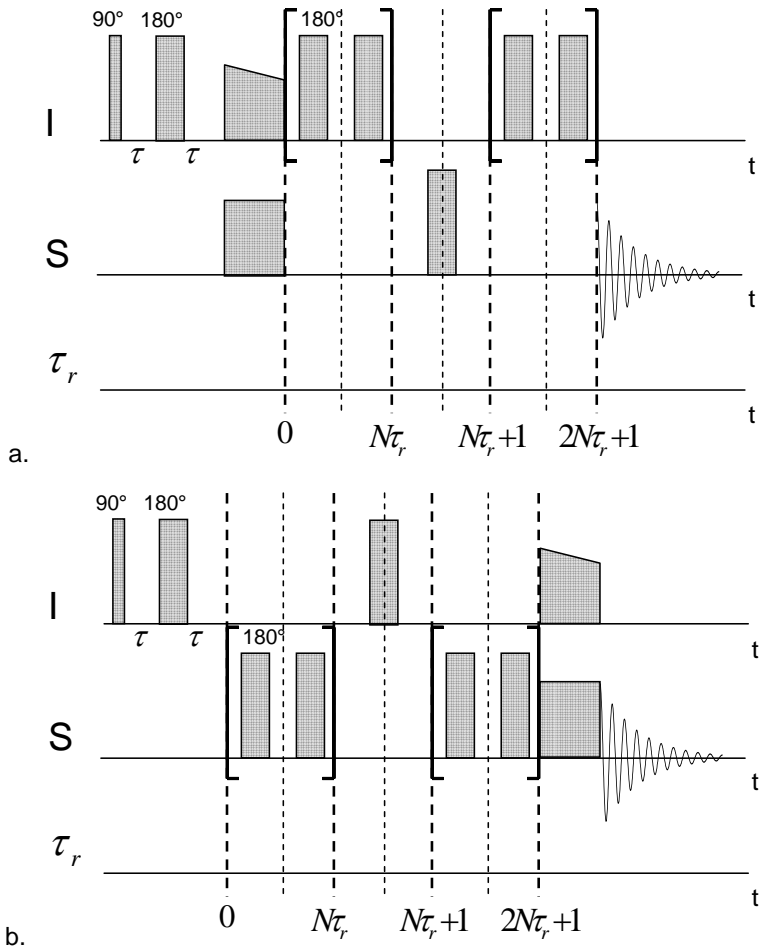 90° 180° 180°
I
τ τ
t
S
t
τr
t
0 Nτr Nτr+1 2Nτr+1
a.
90° 180°
I
τ τ
t
180°
S
t
τr
t
0 Nτr Nτr+1 2Nτr+1
b.